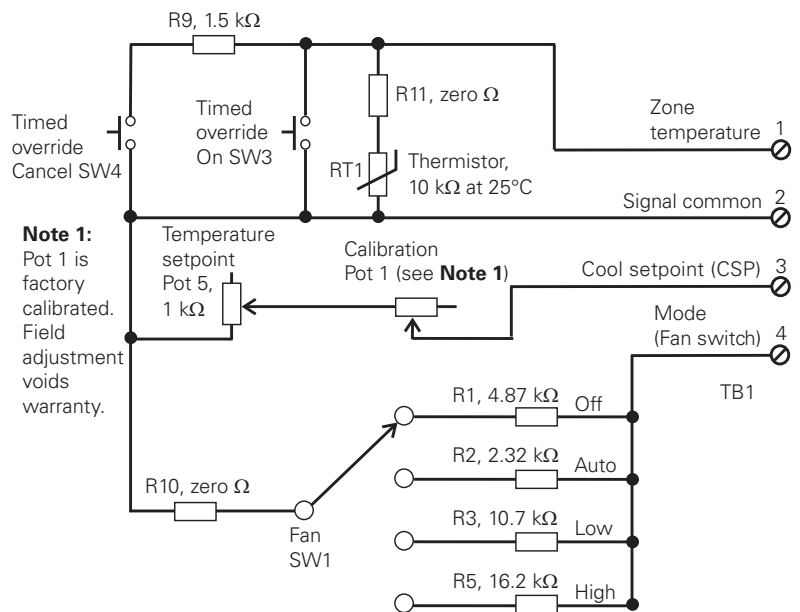 R9, 1.5 kΩ
R11, zero Ω
Timed
override
Cancel SW4
Timed
override
On SW3
RT1
Thermistor,
10 kΩ at 25°C
Zone
temperature
1
Signal common
2
Note 1:
Pot 1 is
factory
calibrated.
Field
adjustment
voids
warranty.
Temperature
setpoint
Pot 5,
1 kΩ
Calibration
Pot 1 (see Note 1)
Cool setpoint (CSP)
3
Mode
(Fan switch)
4
TB1
R1, 4.87 kΩ
Off
R2, 2.32 kΩ
Auto
R3, 10.7 kΩ
Low
R5, 16.2 kΩ
High
R10, zero Ω
Fan
SW1